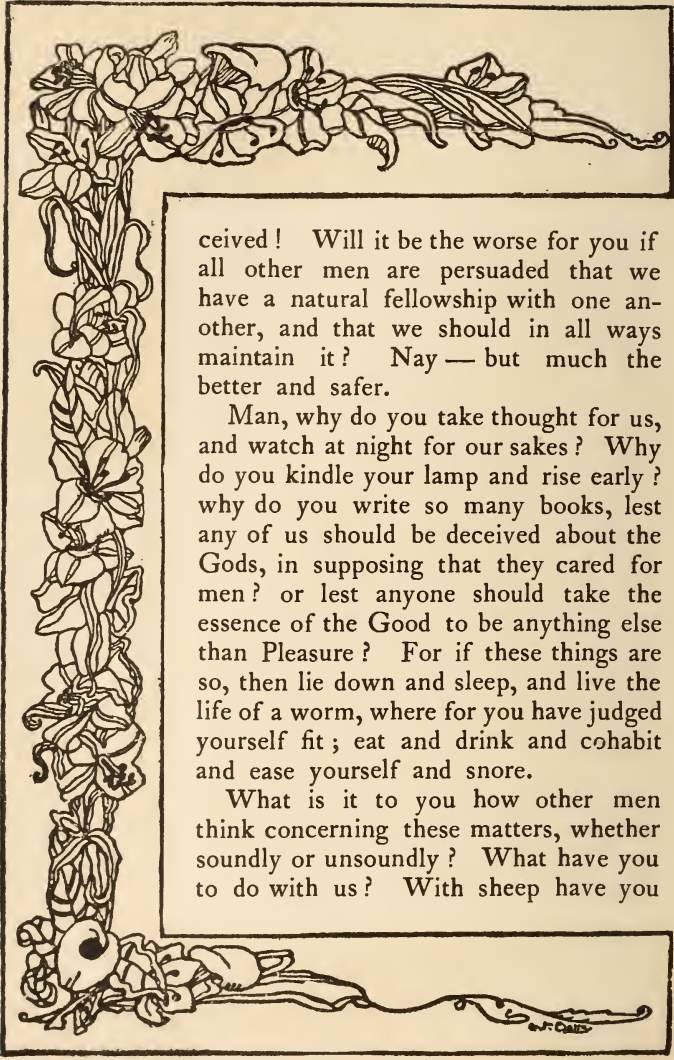 ceived! Will it be the worse for you if
all other men are persuaded that we
have a natural fellowship with one an-
other, and that we should in all ways
maintain it? Nay — but much the
better and safer.
Man, why do you take thought for us,
and watch at night for our sakes? Why
do you kindle your lamp and rise early?
why do you write so many books, lest
any of us should be deceived about the
Gods, in supposing that they cared for
men? or lest anyone should take the
essence of the Good to be anything else
than Pleasure? For if these things are
so, then lie down and sleep, and live the
life of a worm, where for you have judged
yourself fit; eat and drink and cohabit
and ease yourself and snore.
What is it to you how other men
think concerning these matters, whether
soundly or unsoundly? What have you
to do with us? With sheep have you